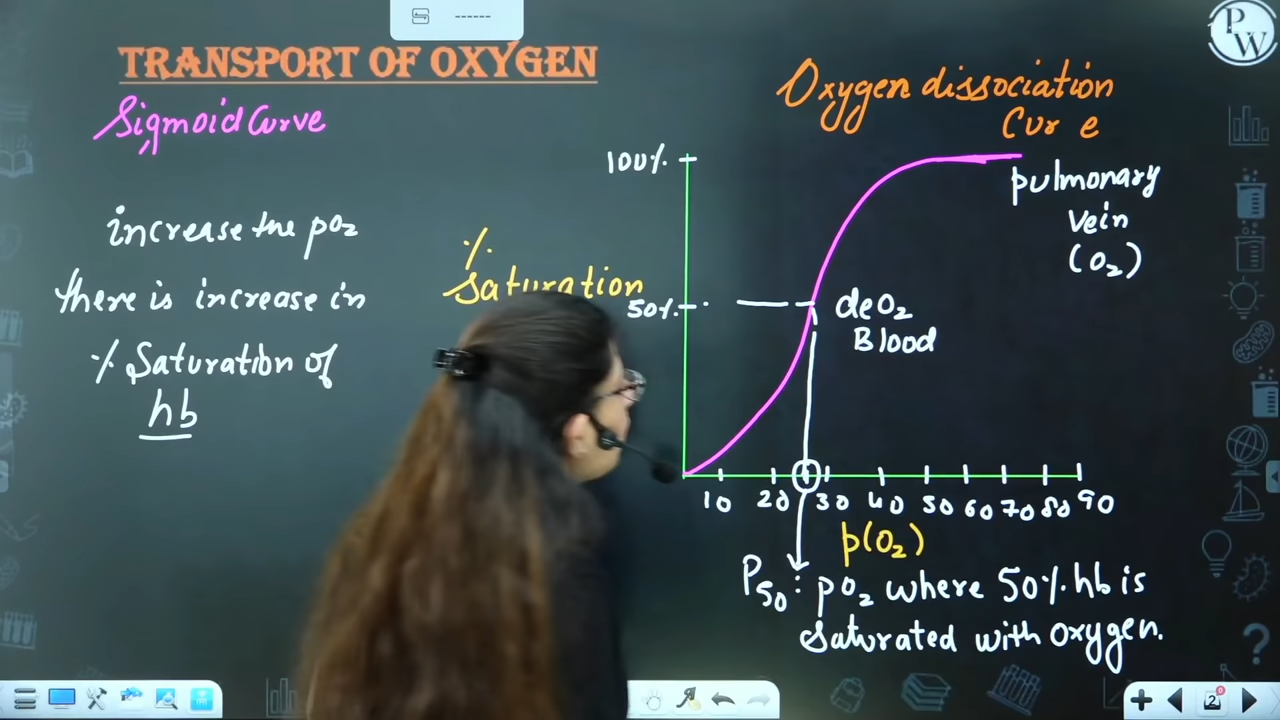 ------
PW
TRANSPORT OF OXYGEN
Sigmoid Curve
increase the pO2
there is increase in
% Saturation of
hb
Oxygen dissociation
Cur e
%
Saturation
100%
50%
pulmonary
Vein
(O2)
deO2
Blood
10 20 30 40 50 60 70 80 90
p(O2)
P50: pO2 where 50% hb is
Saturated with Oxygen.
2